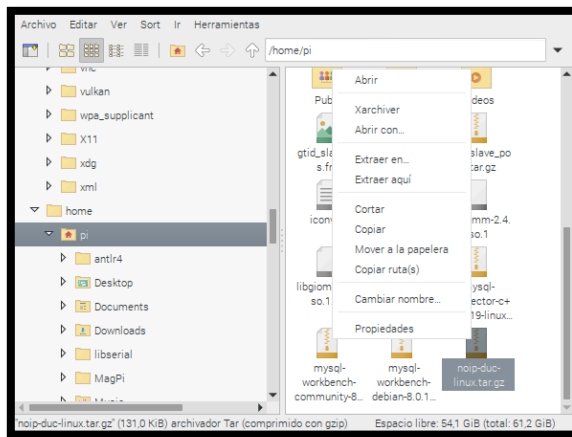 Archivo Editar Ver Sort Ir Herramientas
/home/pi
vnc
vulkan
wpa_supplicant
X11
xdg
xml
home
pi
antlr4
Desktop
Documents
Downloads
libserial
MagPi
Music
Abrir
Xarchiver
Abrir con...
Extraer en...
Extraer aquí
Cortar
Copiar
Mover a la papelera
Copiar ruta(s)
Cambiar nombre...
Propiedades
Pub
deos
gtid_sla
s.fr
slave_po
tar.gz
iconv
mm-2.4.
so.1
libgiom
so.1
ysql-
ector-c+
19-linux...
mysql-
workbench-
community-8...
mysql-
workbench-
debian-8.0.1...
noip-duc-
linux.tar.gz
"noip-duc-linux.tar.gz" (131,0 KiB) archivador Tar (comprimido con gzip) Espacio libre: 54,1 GiB (total: 61,2 GiB)